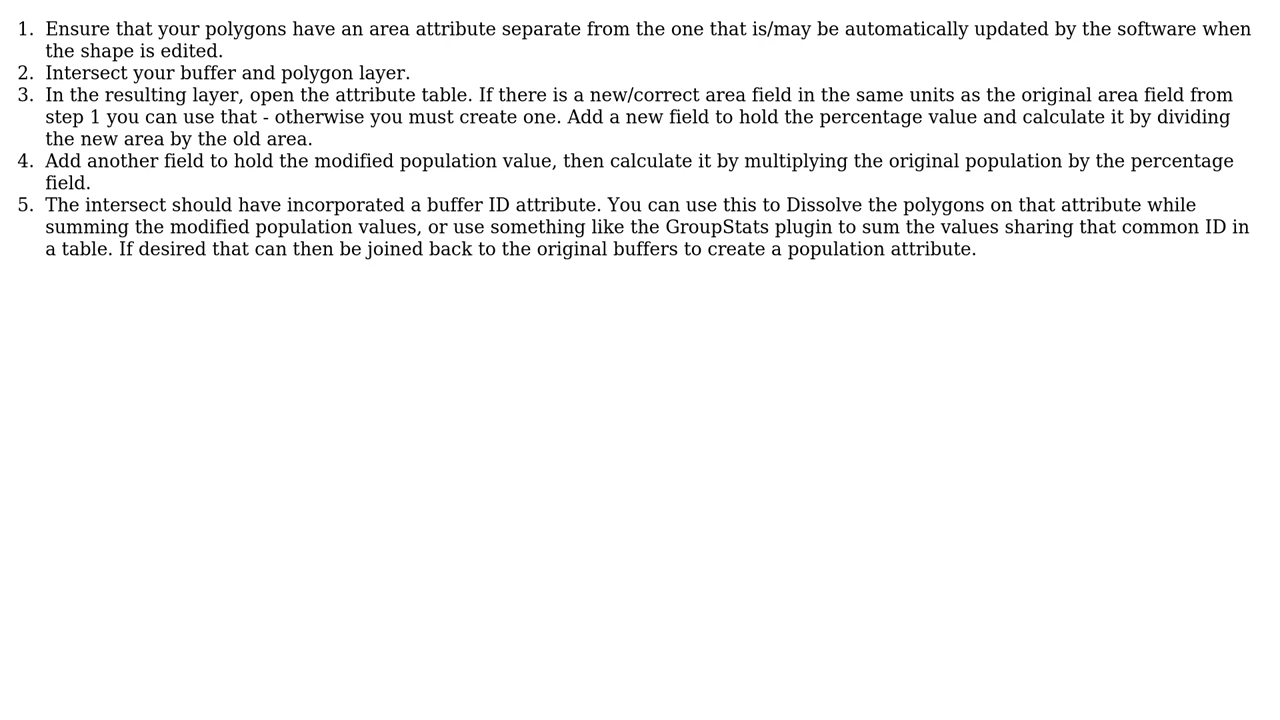 1. Ensure that your polygons have an area attribute separate from the one that is/may be automatically updated by the software when
the shape is edited.
2. Intersect your buffer and polygon layer.
3. In the resulting layer, open the attribute table. If there is a new/correct area field in the same units as the original area field from
step 1 you can use that - otherwise you must create one. Add a new field to hold the percentage value and calculate it by dividing
the new area by the old area.
4. Add another field to hold the modified population value, then calculate it by multiplying the original population by the percentage
field.
5. The intersect should have incorporated a buffer ID attribute. You can use this to Dissolve the polygons on that attribute while
summing the modified population values, or use something like the GroupStats plugin to sum the values sharing that common ID in
a table. If desired that can then be joined back to the original buffers to create a population attribute.